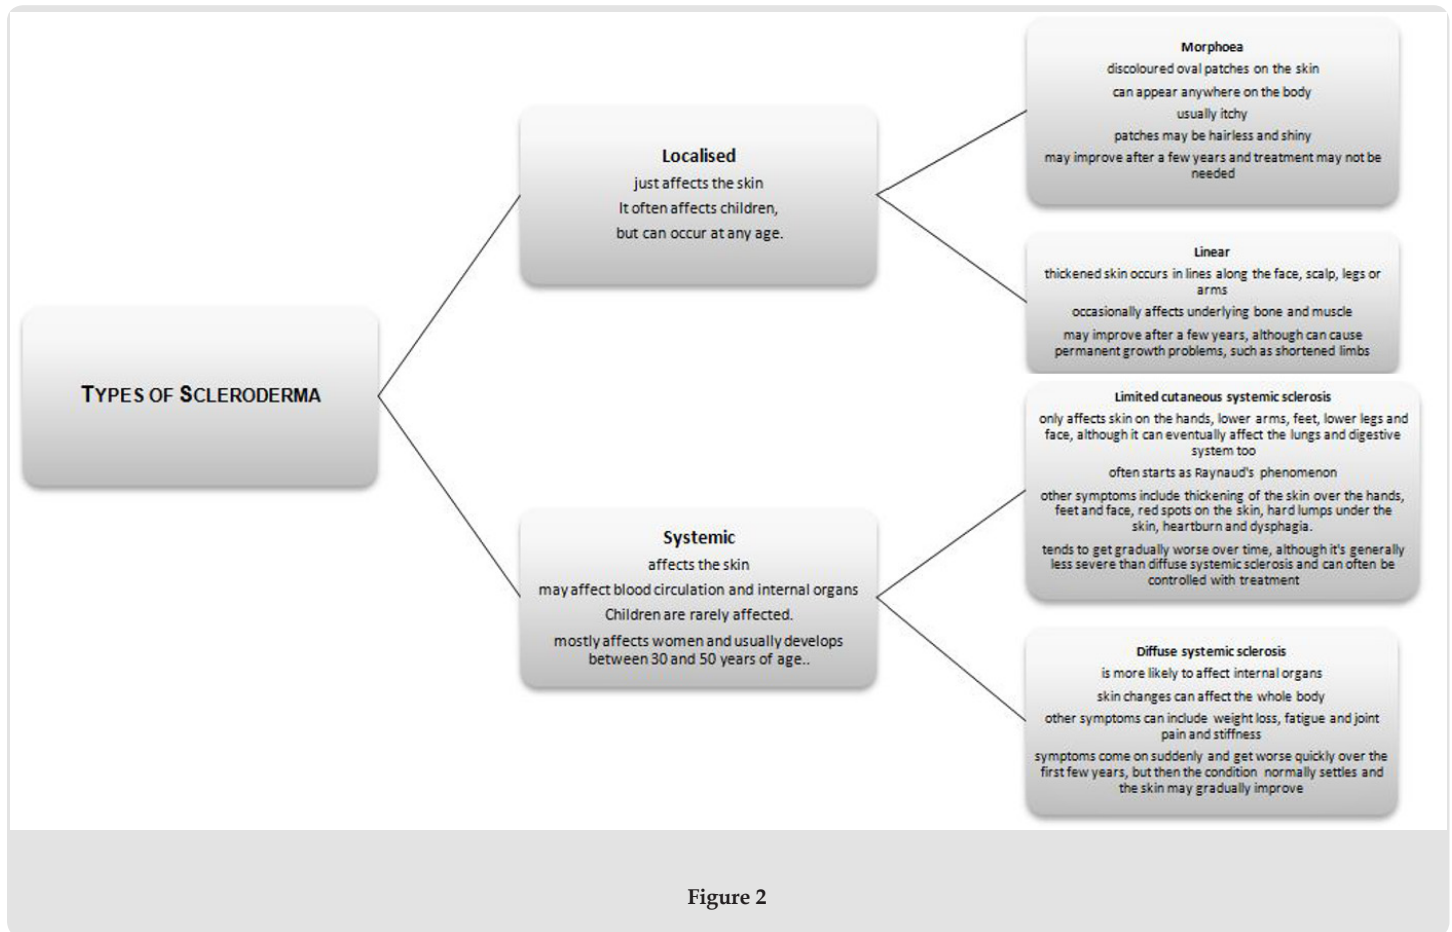 TYPES OF SCLERODERMA
Localised
just affects the skin
It often affects children,
but can occur at any age.
Systemic
affects the skin
may affect blood circulation and internal organs
Children are rarely affected.
mostly affects women and usually develops
between 30 and 50 years of age..
Morphoea
discoloured oval patches on the skin
can appear anywhere on the body
usually itchy
patches may be hairless and shiny
may improve after a few years and treatment may not be
needed
Linear
thickened skin occurs in lines along the face, scalp, legs or
arms
occasionally affects underlying bone and muscle
may improve after a few years, although can cause
permanent growth problems, such as shortened limbs
Limited cutaneous systemic sclerosis
only affects skin on the hands, lower arms, feet, lower legs and
face, although it can eventually affect the lungs and digestive
system too
often starts as Raynaud's phenomenon
other symptoms include thickening of the skin over the hands,
feet and face, red spots on the skin, hard lumps under the
skin, heartburn and dysphagia.
tends to get gradually worse over time, although it's generally
less severe than diffuse systemic sclerosis and can often be
controlled with treatment
Diffuse systemic sclerosis
is more likely to affect internal organs
skin changes can affect the whole body
other symptoms can include weight loss, fatigue and joint
pain and stiffness
symptoms come on suddenly and get worse quickly over the
first few years, but then the condition normally settles and
the skin may gradually improve
Figure 2